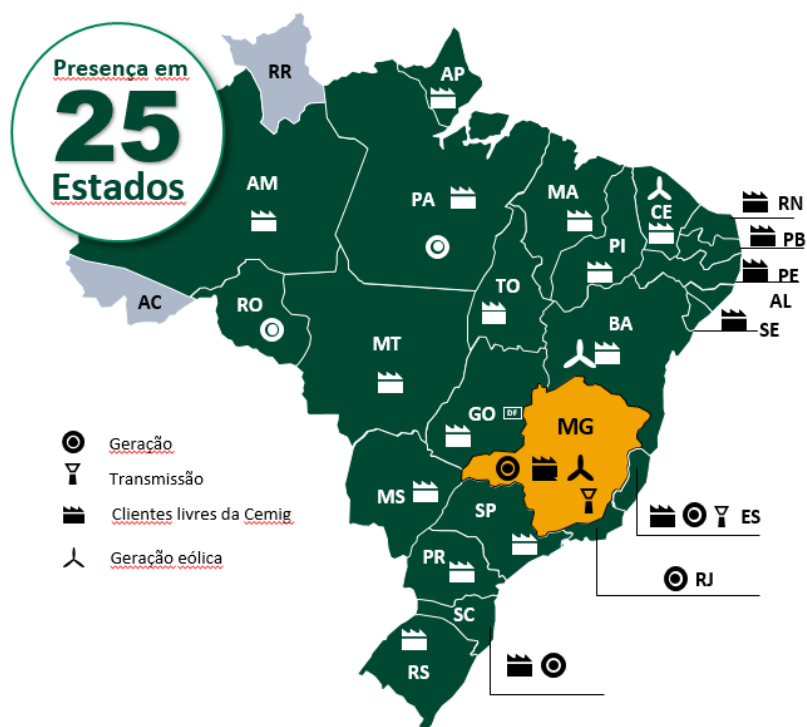 Presença em
25
Estados
RR
AP
AM
PA
MA
CE
RN
PI
PB
PE
AC
RO
TO
AL
BA
SE
MT
GO
DF
MG
Geração
Transmissão
MS
SP
Clientes livres da Cemig
ES
PR
Geração eólica
RJ
SC
RS